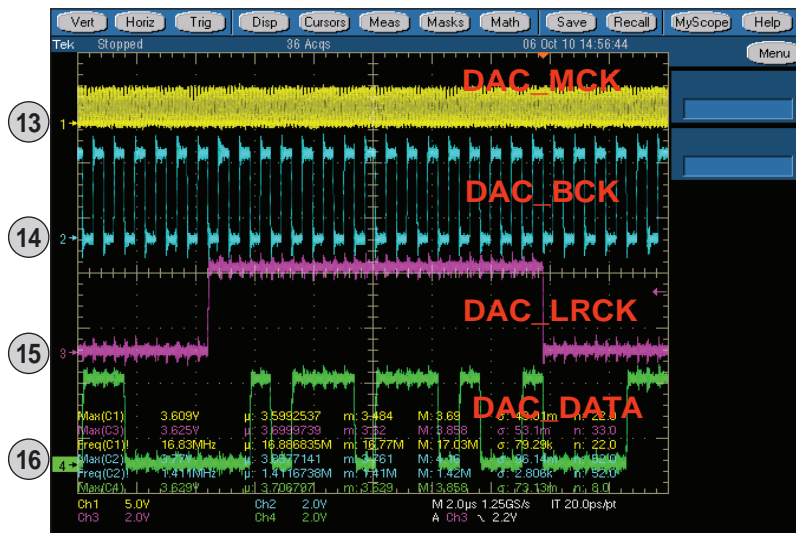 Vert Horiz Trig Disp Cursors Meas Masks Math Save Recall MyScope Help
Tek Stopped 36 Acqs 06 Oct 10 14:56:44
Menu
DAC_MCK
13
1
DAC_BCK
14
2
DAC_LRCK
15
3
DAC_DATA
Max(C1) 3.609V µ: 3.5992537 m: 3.484 M: 3.69 n: 22.0
Max(C3) 3.625V µ: 3.6999739 M: 3.858 σ: 53.1m n: 33.0
Freq(C1)! 16.83MHz µ: 16.886835M m: 16.77M M: 17.03M σ: 79.29k n: 22.0
Max(C2) 3.77V n: 52.0
Freq(C2)! 1.411MHz µ: 1.4116738M m: 1.41M M: 1.42M σ: 2.806k n: 52.0
Max(C4) 3.629V µ: 3.706797 m: 3.629 M: 3.858 σ: 73.13m n: 8.0
16
4
Ch1 5.0V Ch2 2.0V M 2.0µs 1.25GS/s IT 20.0ps/pt
Ch3 2.0V Ch4 2.0V A Ch3 2.2V